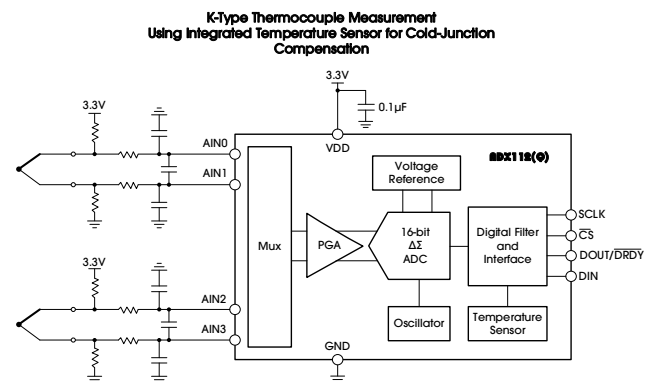 K-Type Thermocouple Measurement
Using Integrated Temperature Sensor for Cold-Junction
Compensation
3.3V
0.1µF
3.3V
AIN0
AIN1
VDD
ADX112(Q)
Voltage
Reference
Mux
PGA
16-bit
ΔΣ
ADC
Digital Filter
and
Interface
SCLK
CS
DOUT/DRDY
DIN
3.3V
AIN2
AIN3
Oscillator
Temperature
Sensor
GND